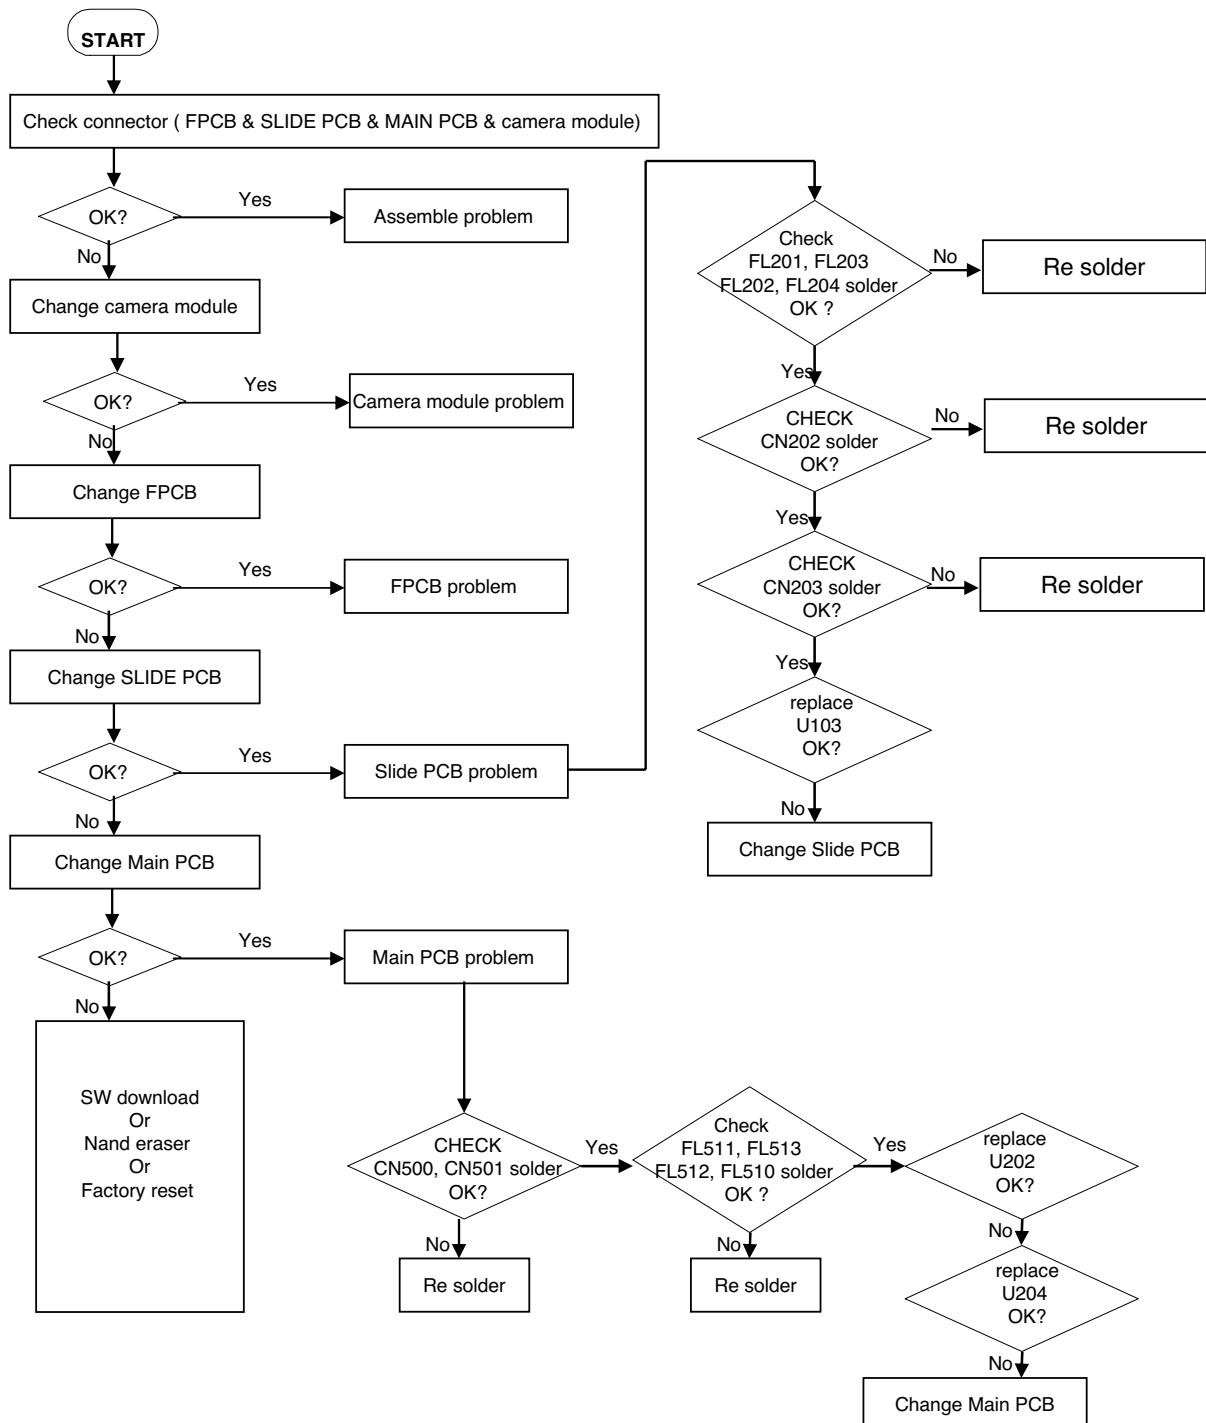 START
Check connector ( FPCB & SLIDE PCB & MAIN PCB & camera module)
OK?
Yes
Assemble problem
No
Change camera module
OK?
Yes
Camera module problem
No
Change FPCB
OK?
Yes
FPCB problem
No
Change SLIDE PCB
OK?
Yes
Slide PCB problem
No
Change Main PCB
OK?
Yes
Main PCB problem
No
SW download
Or
Nand eraser
Or
Factory reset
Check
FL201, FL203
FL202, FL204 solder
OK ?
No
Re solder
Yes
CHECK
CN202 solder
OK?
No
Re solder
Yes
CHECK
CN203 solder
OK?
No
Re solder
Yes
replace
U103
OK?
No
Change Slide PCB
CHECK
CN500, CN501 solder
OK?
No
Re solder
Yes
Check
FL511, FL513
FL512, FL510 solder
OK ?
No
Re solder
Yes
replace
U202
OK?
No
replace
U204
OK?
No
Change Main PCB